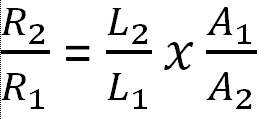 R₂/R₁ = L₂/L₁ x A₁/A₂